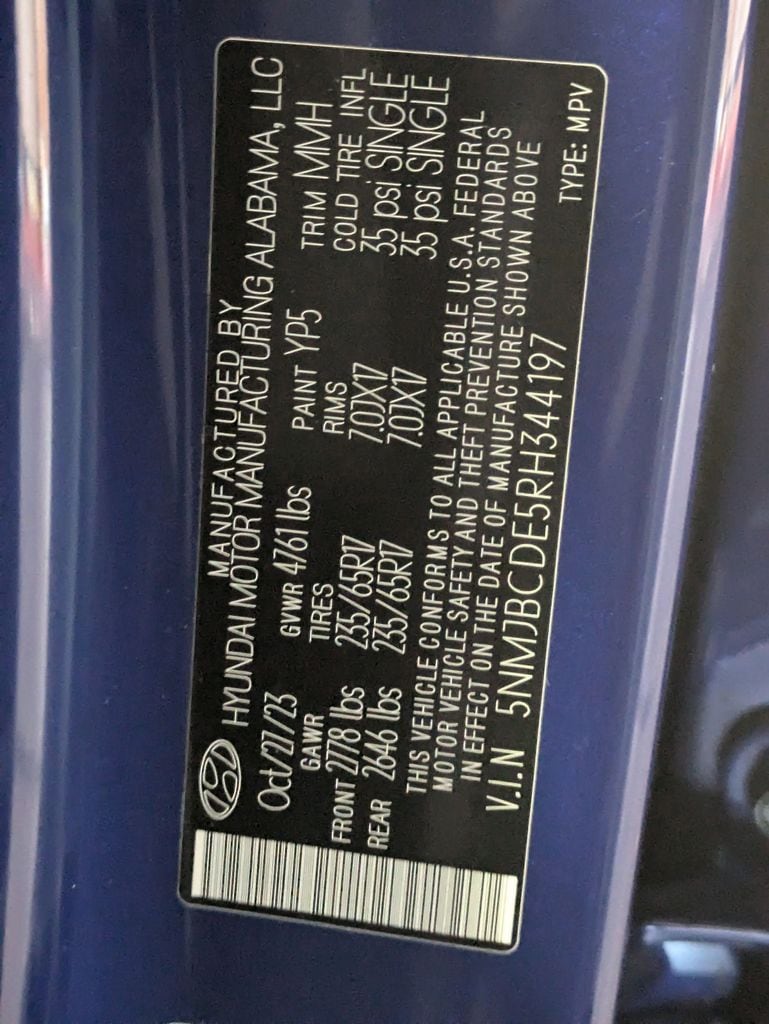 MANUFACTURED BY
HYUNDAI MOTOR MANUFACTURING ALABAMA, LLC
Oct/27/23 GVWR 4761 lbs PAINT YP5 TRIM MMH
GAWR TIRES RIMS COLD TIRE INFL
FRONT 2778 lbs 235/65R17 7.0JX17 35 psi SINGLE
REAR 2646 lbs 235/65R17 7.0JX17 35 psi SINGLE
THIS VEHICLE CONFORMS TO ALL APPLICABLE U.S.A. FEDERAL
MOTOR VEHICLE SAFETY AND THEFT PREVENTION STANDARDS
IN EFFECT ON THE DATE OF MANUFACTURE SHOWN ABOVE
V.I.N 5NMJBCDE5RH344197 TYPE: MPV